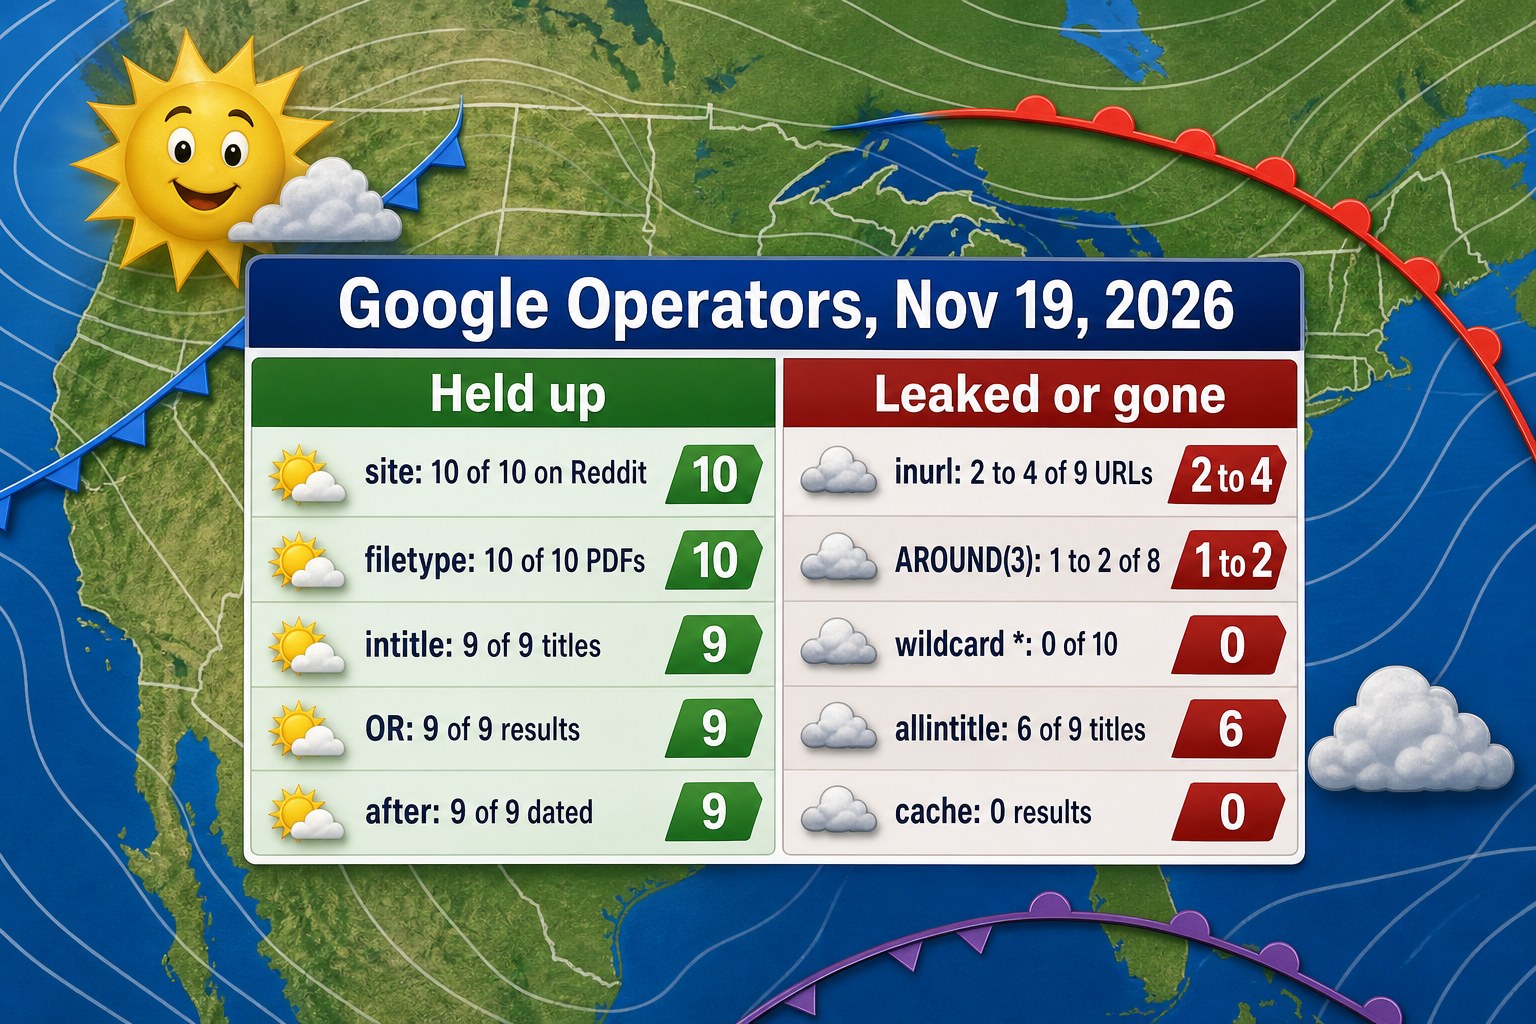 Google Operators, Nov 19, 2026
Held up
site: 10 of 10 on Reddit 10
filetype: 10 of 10 PDFs 10
intitle: 9 of 9 titles 9
OR: 9 of 9 results 9
after: 9 of 9 dated 9
Leaked or gone
inurl: 2 to 4 of 9 URLs 2 to 4
AROUND(3): 1 to 2 of 8 1 to 2
wildcard *: 0 of 10 0
allintitle: 6 of 9 titles 6
cache: 0 results 0